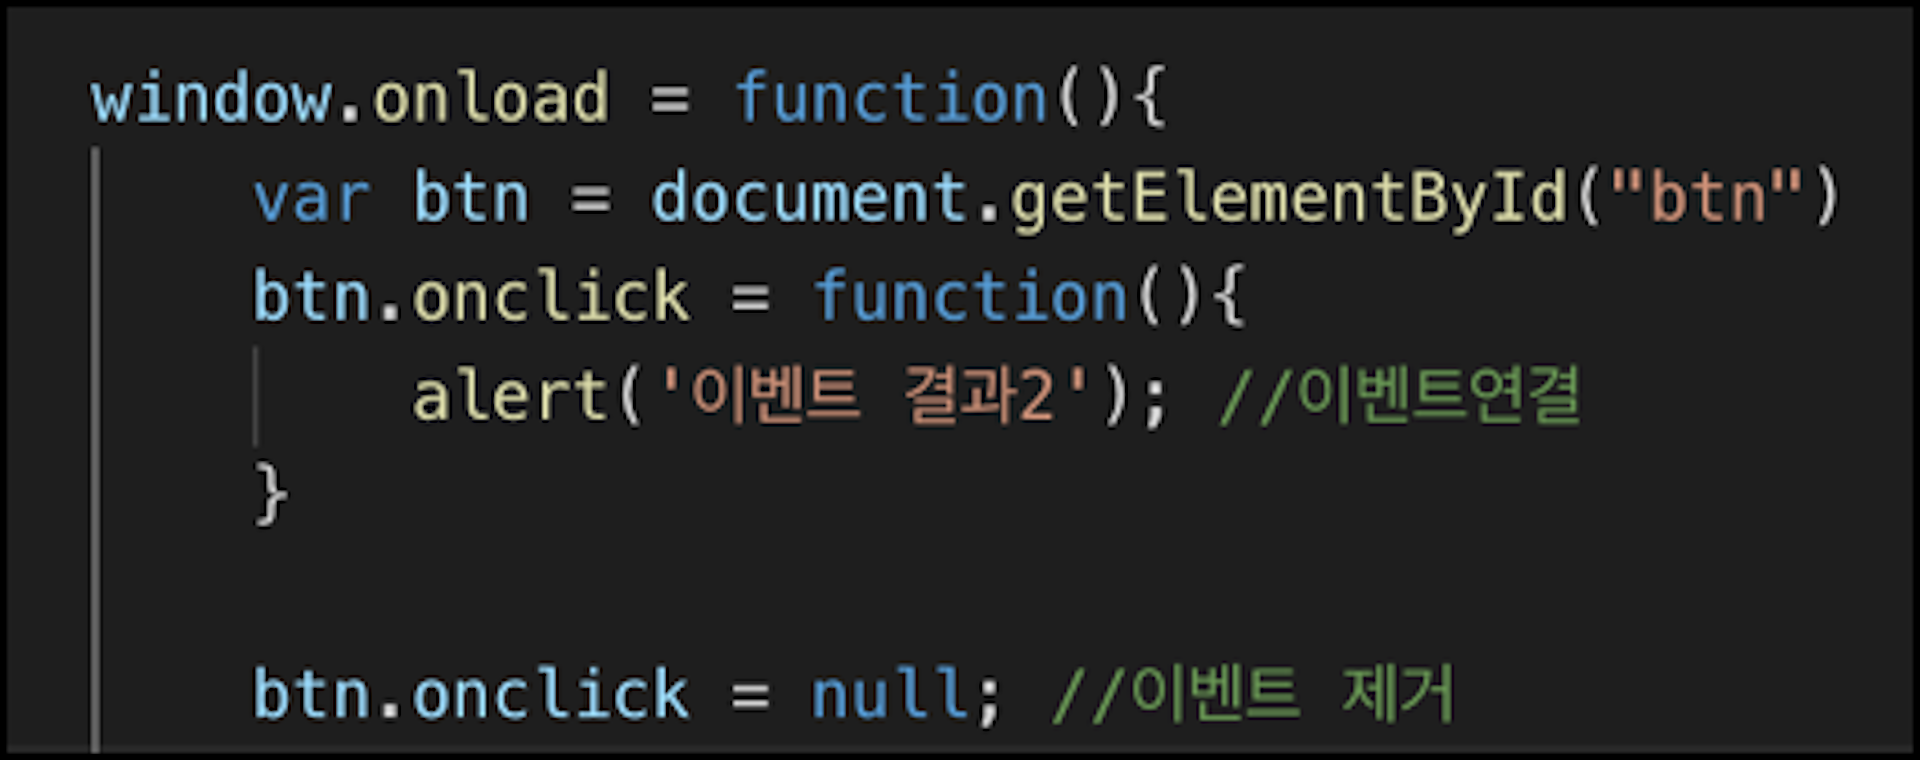 window.onload = function(){
    var btn = document.getElementById("btn")
    btn.onclick = function(){
        alert('이벤트 결과2'); //이벤트연결
    }
    btn.onclick = null; //이벤트 제거